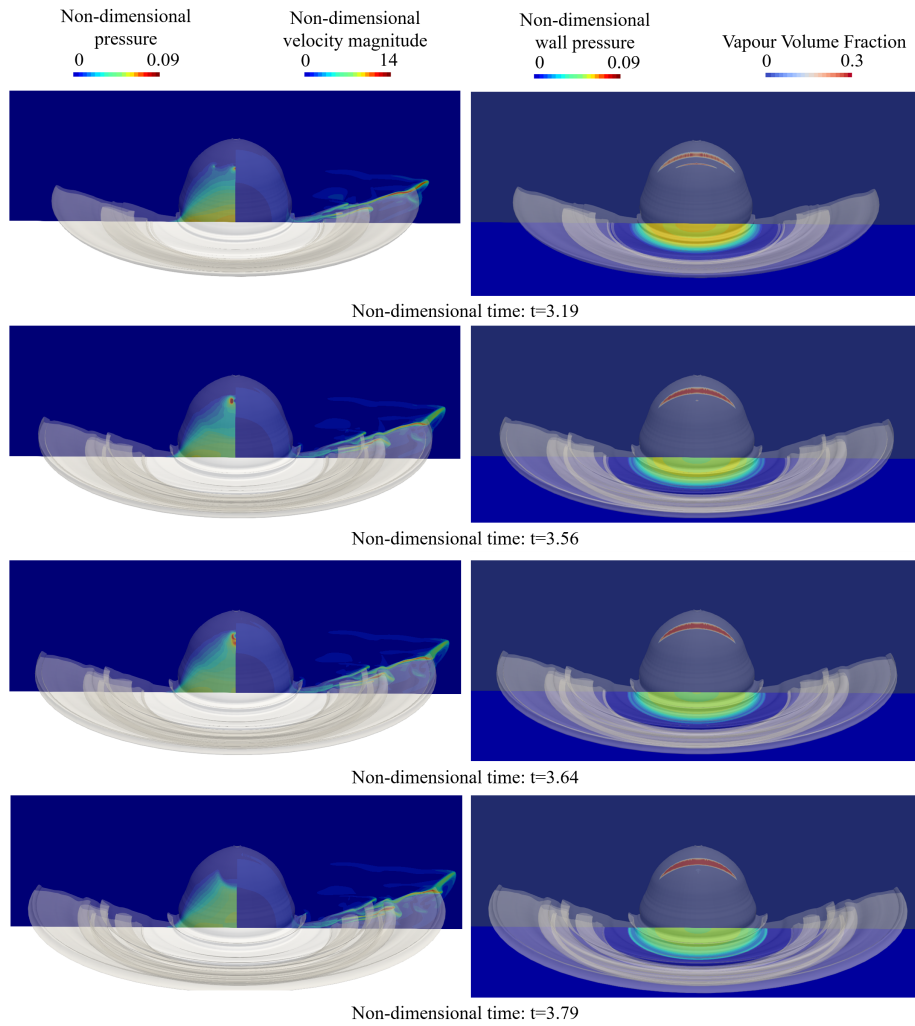 Non-dimensional
pressure
0 0.09
Non-dimensional
velocity magnitude
0 14
Non-dimensional
wall pressure
0 0.09
Vapour Volume Fraction
0 0.3
Non-dimensional time: t=3.19
Non-dimensional time: t=3.56
Non-dimensional time: t=3.64
Non-dimensional time: t=3.79